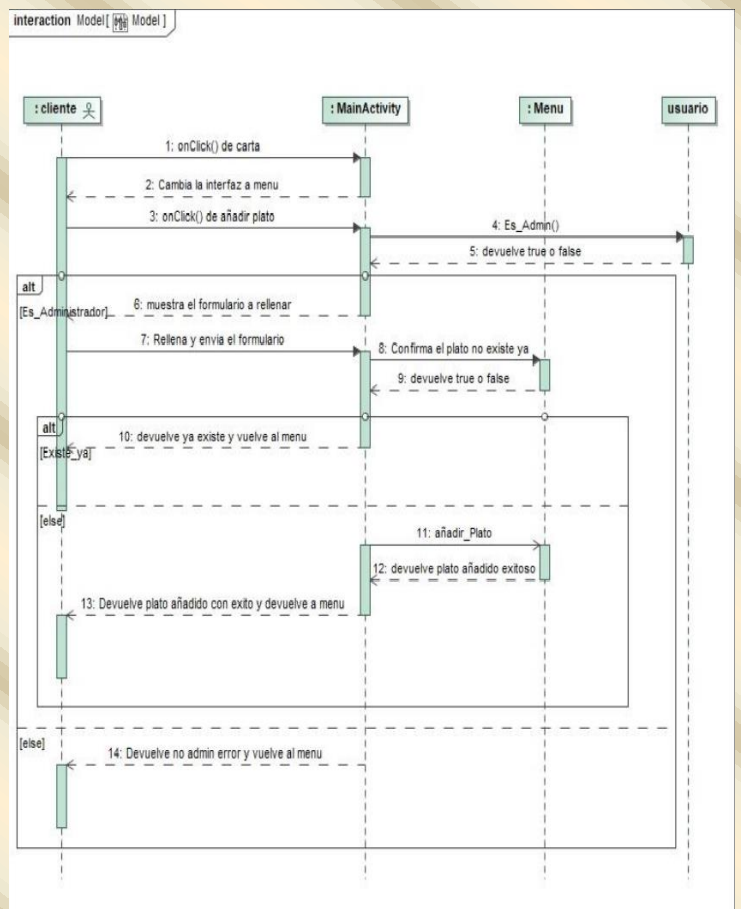 interaction Model[ Model ]
: cliente
: MainActivity
: Menu
usuario
1: onClick() de carta
2: Cambia la interfaz a menu
3: onClick() de añadir plato
4: Es_Admin()
5: devuelve true o false
alt
[Es_Administrador]
6: muestra el formulario a rellenar
7: Rellena y envia el formulario
8: Confirma el plato no existe ya
9: devuelve true o false
alt
[Existe_ya]
10: devuelve ya existe y vuelve al menu
[else]
11: añadir_Plato
12: devuelve plato añadido exitoso
13: Devuelve plato añadido con exito y devuelve a menu
[else]
14: Devuelve no admin error y vuelve al menu